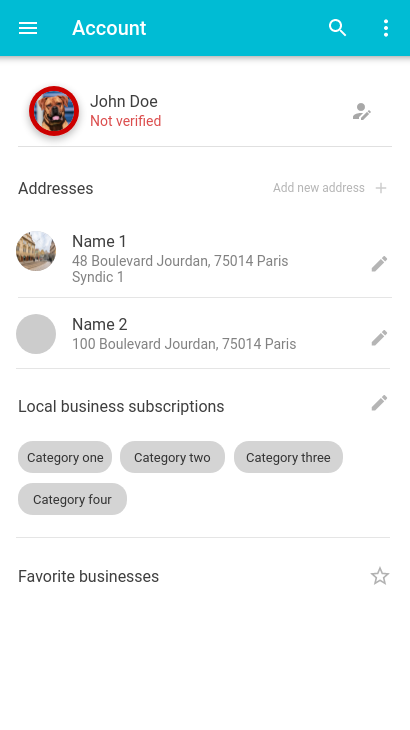 Account
John Doe
Not verified
Addresses
Add new address
Name 1
48 Boulevard Jourdan, 75014 Paris
Syndic 1
Name 2
100 Boulevard Jourdan, 75014 Paris
Local business subscriptions
Category one
Category two
Category three
Category four
Favorite businesses